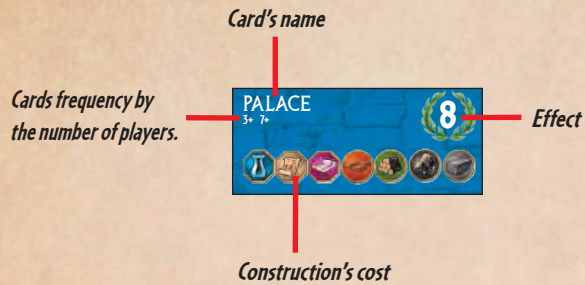 Card's name
Cards frequency by
the number of players.
PALACE
3+ 7+
8
Effect
Construction's cost